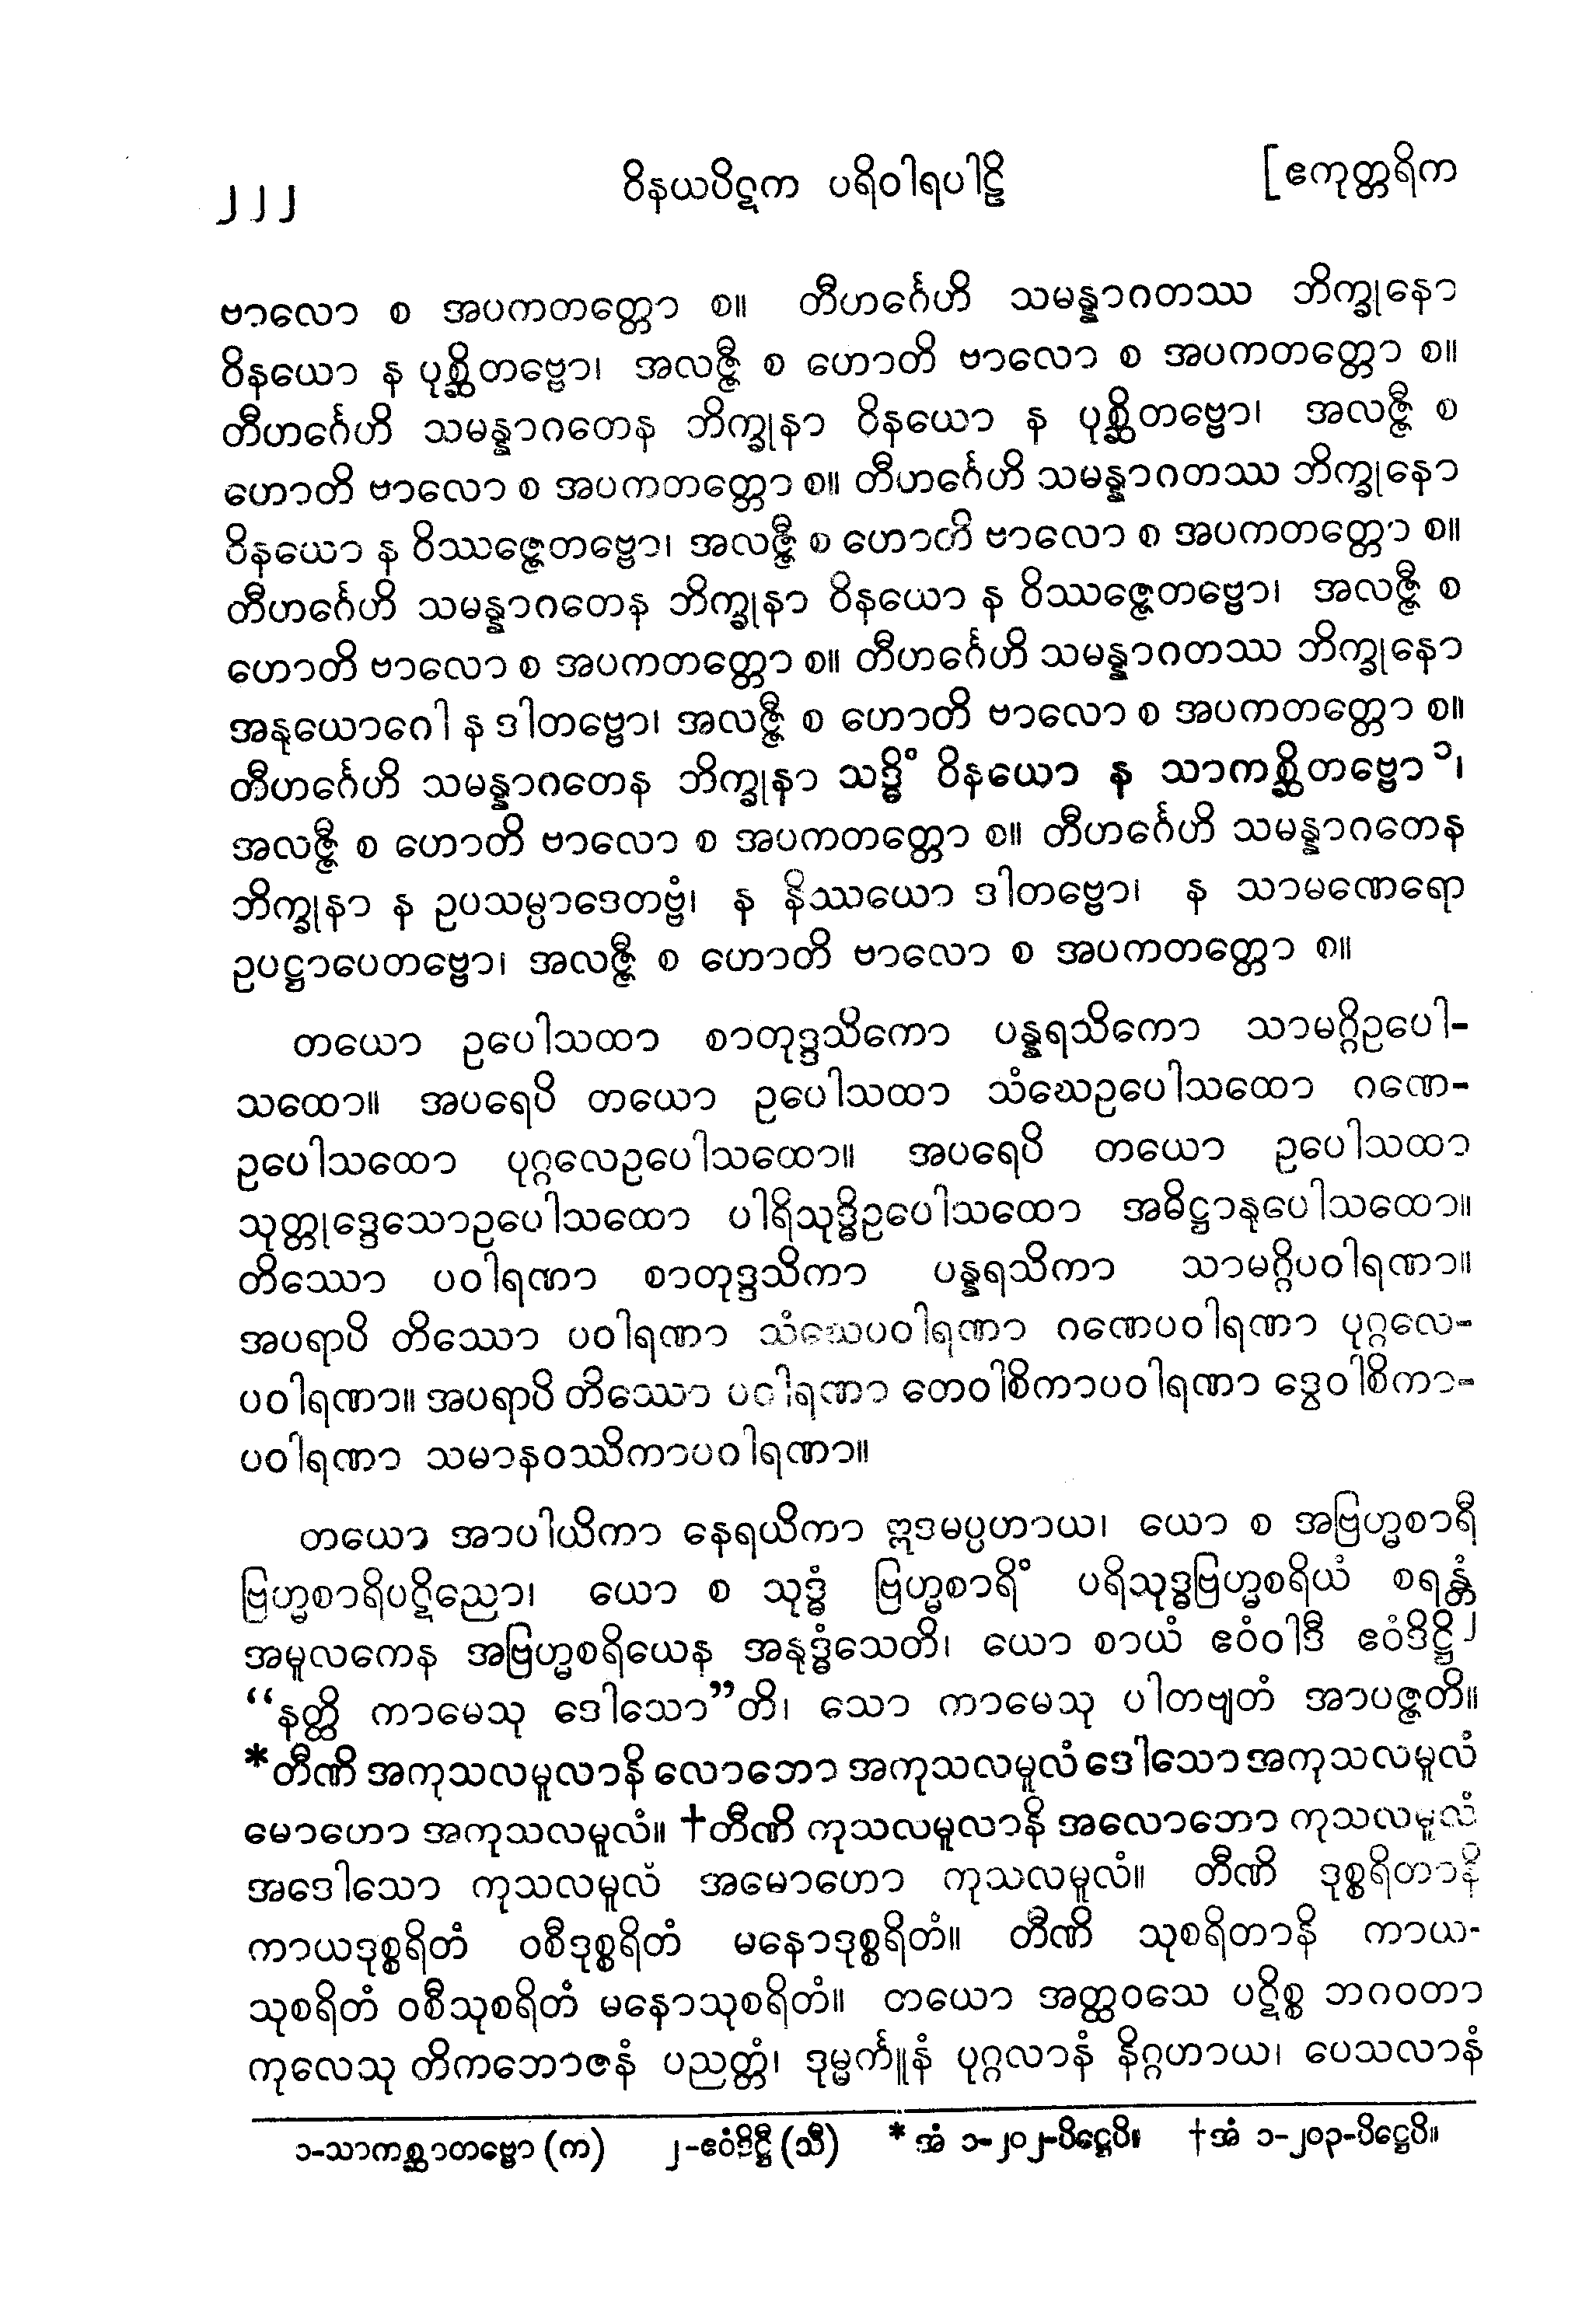 ၂၂၂ ဝိနယပိဋက ပရိဝါရပါဠိ [ဧကုတ္တရိက
ဗာလော စ အပကတတ္တော စ။ တီဟင်္ဂေဟိ သမန္နာဂတဿ ဘိက္ခုနော
ဝိနယော န ပုစ္ဆိတဗ္ဗော၊ အလဇ္ဇီ စ ဟောတိ ဗာလော စ အပကတတ္တော စ။
တီဟင်္ဂေဟိ သမန္နာဂတေန ဘိက္ခုနာ ဝိနယော န ပုစ္ဆိတဗ္ဗော၊ အလဇ္ဇီ စ
ဟောတိ ဗာလော စ အပကတတ္တော စ။ တီဟင်္ဂေဟိ သမန္နာဂတဿ ဘိက္ခုနော
ဝိနယော န ဝိဿဇ္ဇေတဗ္ဗော၊ အလဇ္ဇီ စ ဟောတိ ဗာလော စ အပကတတ္တော စ။
တီဟင်္ဂေဟိ သမန္နာဂတေန ဘိက္ခုနာ ဝိနယော န ဝိဿဇ္ဇေတဗ္ဗော၊ အလဇ္ဇီ စ
ဟောတိ ဗာလော စ အပကတတ္တော စ။ တီဟင်္ဂေဟိ သမန္နာဂတဿ ဘိက္ခုနော
အနုယောဂေါ န ဒါတဗ္ဗော၊ အလဇ္ဇီ စ ဟောတိ ဗာလော စ အပကတတ္တော စ။
တီဟင်္ဂေဟိ သမန္နာဂတေန ဘိက္ခုနာ သဒ္ဓိံ ဝိနယော န သာကစ္ဆိတဗ္ဗော၁၊
အလဇ္ဇီ စ ဟောတိ ဗာလော စ အပကတတ္တော စ။ တီဟင်္ဂေဟိ သမန္နာဂတေန
ဘိက္ခုနာ န ဥပသမ္ပာဒေတဗ္ဗံ၊ န နိဿယော ဒါတဗ္ဗော၊ န သာမဏေရော
ဥပဋ္ဌာပေတဗ္ဗော၊ အလဇ္ဇီ စ ဟောတိ ဗာလော စ အပကတတ္တော စ။
တယော ဥပေါသထာ စာတုဒ္ဒသိကော ပန္နရသိကော သာမဂ္ဂိဥပေါ-
သထော။ အပရေပိ တယော ဥပေါသထာ သံဃေဥပေါသထော ဂဏေ-
ဥပေါသထော ပုဂ္ဂလေဥပေါသထော။ အပရေပိ တယော ဥပေါသထာ
သုတ္တုဒ္ဒေသောဥပေါသထော ပါရိသုဒ္ဓိဥပေါသထော အဓိဋ္ဌာနုပေါသထော။
တိဿော ပဝါရဏာ စာတုဒ္ဒသိကာ ပန္နရသိကာ သာမဂ္ဂိပဝါရဏာ။
အပရာပိ တိဿော ပဝါရဏာ သံဃေပဝါရဏာ ဂဏေပဝါရဏာ ပုဂ္ဂလေ-
ပဝါရဏာ။ အပရာပိ တိဿော ပဝါရဏာ တေဝါစိကာပဝါရဏာ ဒွေဝါစိကာ-
ပဝါရဏာ သမာနဝဿိကာပဝါရဏာ။
တယော အာပါယိကာ နေရယိကာ ဣဒမပ္ပဟာယ၊ ယော စ အဗြဟ္မစာရီ
ဗြဟ္မစာရိပဋိညော၊ ယော စ သုဒ္ဓံ ဗြဟ္မစာရိံ ပရိသုဒ္ဓဗြဟ္မစရိယံ စရန္တံ
အမူလကေန အဗြဟ္မစရိယေန အနုဒ္ဓံသေတိ၊ ယော စာယံ ဧဝံဝါဒီ ဧဝံဒိဋ္ဌိ၂
“နတ္ထိ ကာမေသု ဒေါသော”တိ၊ သော ကာမေသု ပါတဗျတံ အာပဇ္ဇတိ။
*တီဏိ အကုသလမူလာနိ လောဘော အကုသလမူလံ ဒေါသော အကုသလမူလံ
မောဟော အကုသလမူလံ။ †တီဏိ ကုသလမူလာနိ အလောဘော ကုသလမူလံ
အဒေါသော ကုသလမူလံ အမောဟော ကုသလမူလံ။ တီဏိ ဒုစ္စရိတာနိ
ကာယဒုစ္စရိတံ ဝစီဒုစ္စရိတံ မနောဒုစ္စရိတံ။ တီဏိ သုစရိတာနိ ကာယ-
သုစရိတံ ဝစီသုစရိတံ မနောသုစရိတံ။ တယော အတ္ထဝသေ ပဋိစ္စ ဘဂဝတာ
ကုလေသု တိကဘောဇနံ ပညတ္တံ၊ ဒုမ္မင်္ကူနံ ပုဂ္ဂလာနံ နိဂ္ဂဟာယ၊ ပေသလာနံ
၁-သာကစ္ဆာတဗ္ဗော (က) ၂-ဧဝံဒိဋ္ဌီ (သီ) * အံ ၁-၂၀၂-ပိဋ္ဌေပိ။ †အံ ၁-၂၀၃-ပိဋ္ဌေပိ။